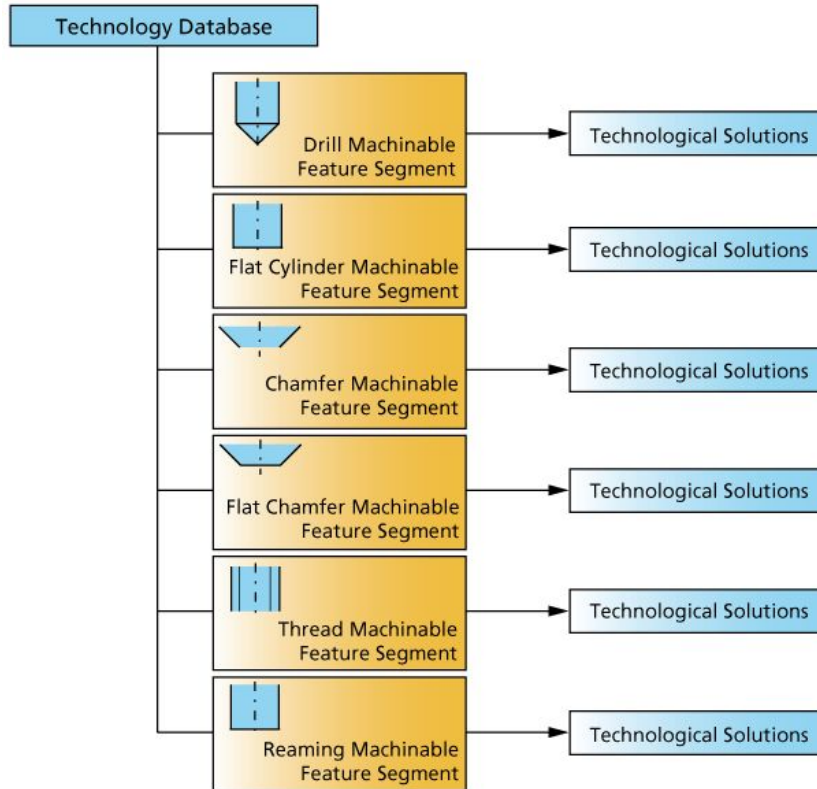 Technology Database
Drill Machinable
Feature Segment
Technological Solutions
Flat Cylinder Machinable
Feature Segment
Technological Solutions
Chamfer Machinable
Feature Segment
Technological Solutions
Flat Chamfer Machinable
Feature Segment
Technological Solutions
Thread Machinable
Feature Segment
Technological Solutions
Reaming Machinable
Feature Segment
Technological Solutions